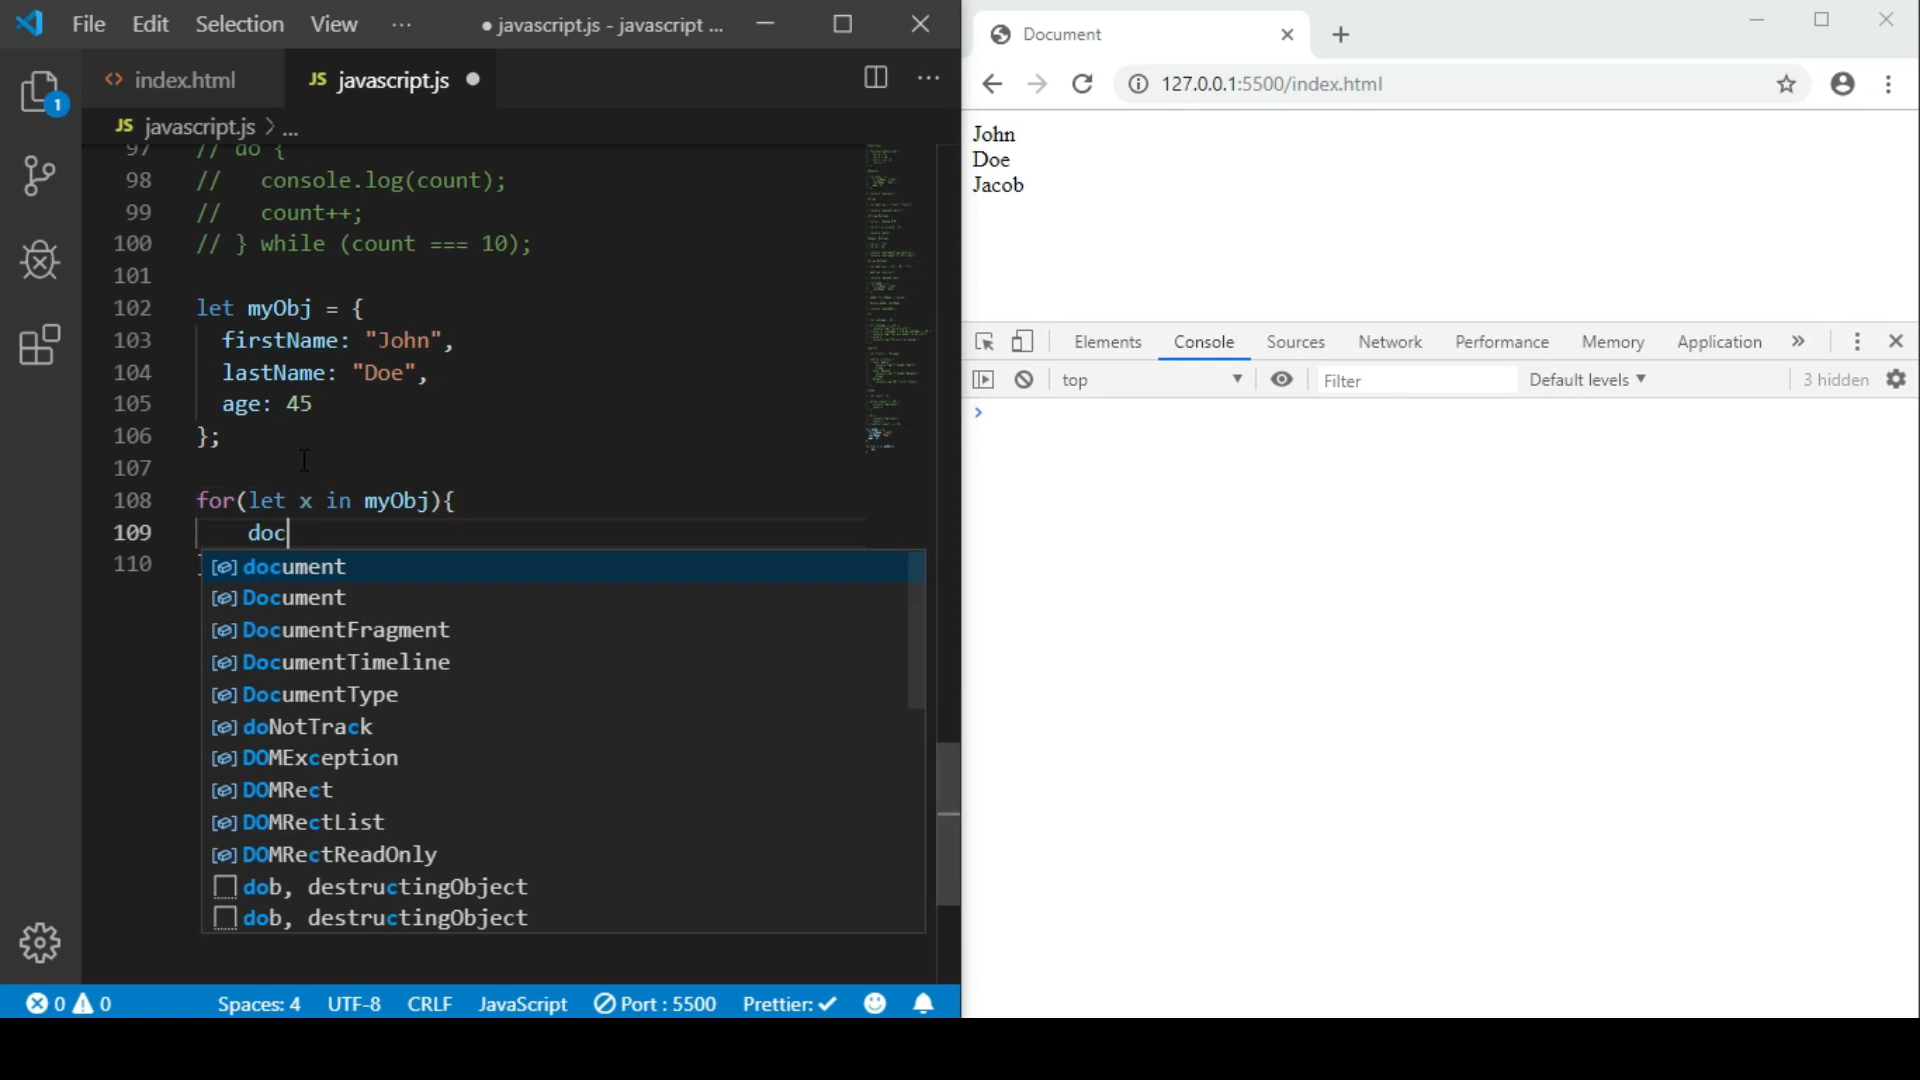 File Edit Selection View ··· ● javascript.js - javascript ...
<> index.html JS javascript.js ●
JS javascript.js > ...
97 // do {
98 //   console.log(count);
99 //   count++;
100 // } while (count === 10);
101
102 let myObj = {
103   firstName: "John",
104   lastName: "Doe",
105   age: 45
106 };
107
108 for(let x in myObj){
109     doc
110
document
Document
DocumentFragment
DocumentTimeline
DocumentType
doNotTrack
DOMException
DOMRect
DOMRectList
DOMRectReadOnly
dob, destructingObject
dob, destructingObject
1
0 0 Spaces: 4 UTF-8 CRLF JavaScript Port : 5500 Prettier: ✓
Document
127.0.0.1:5500/index.html
John
Doe
Jacob
Elements Console Sources Network Performance Memory Application »
top Filter Default levels 3 hidden
>